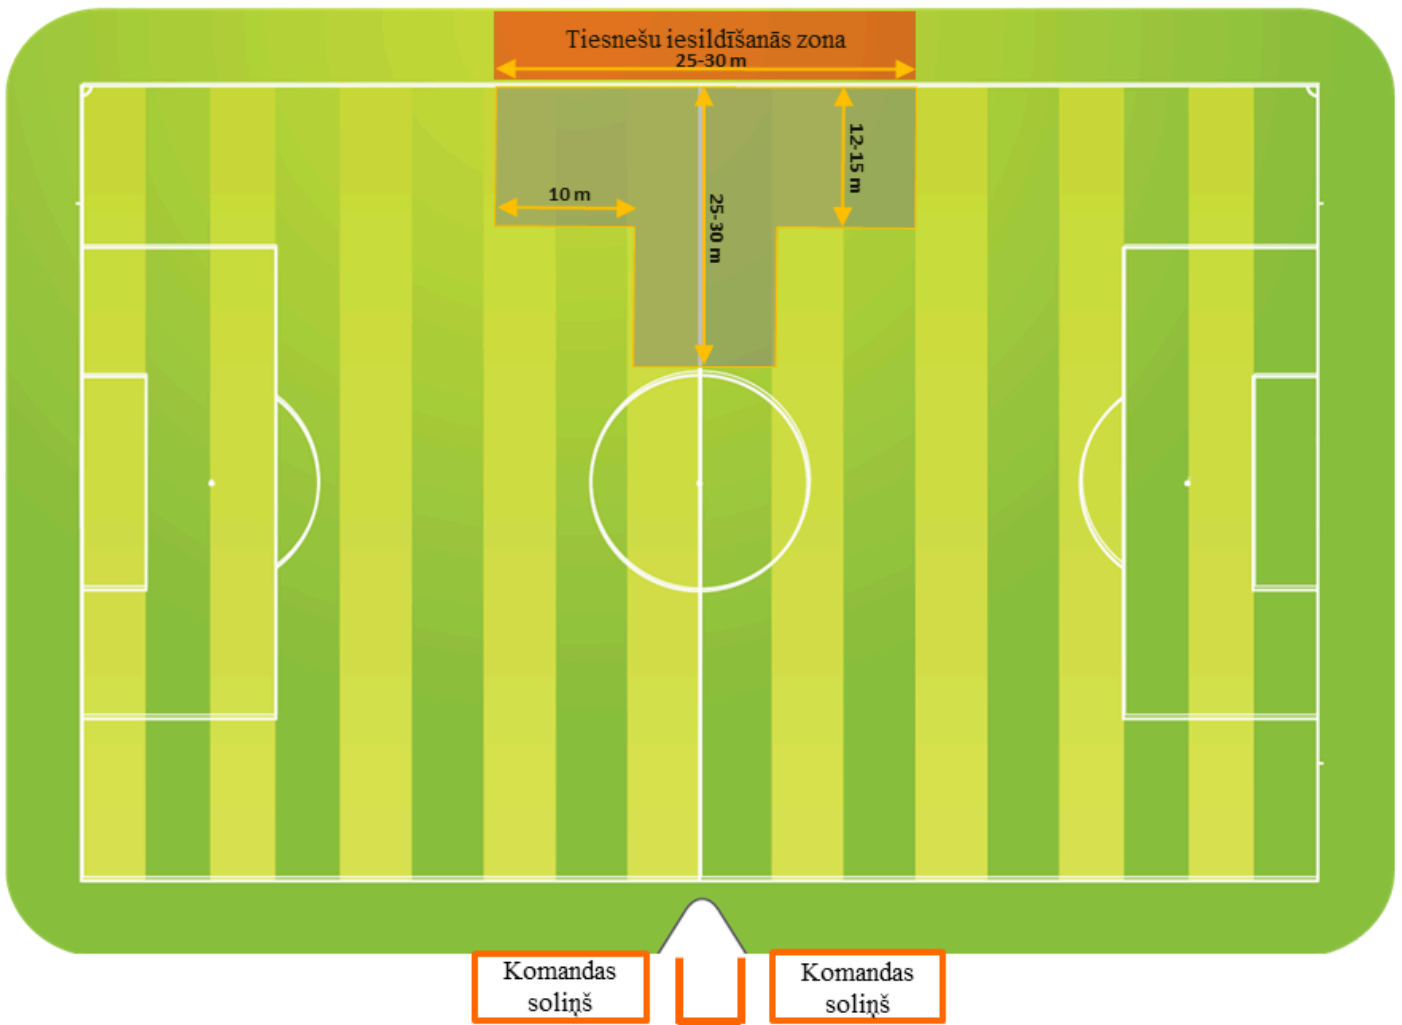 Tiesnešu iesildīšanās zona
25-30 m
12-15 m
10 m
25-30 m
Komandas
soliņš
Komandas
soliņš